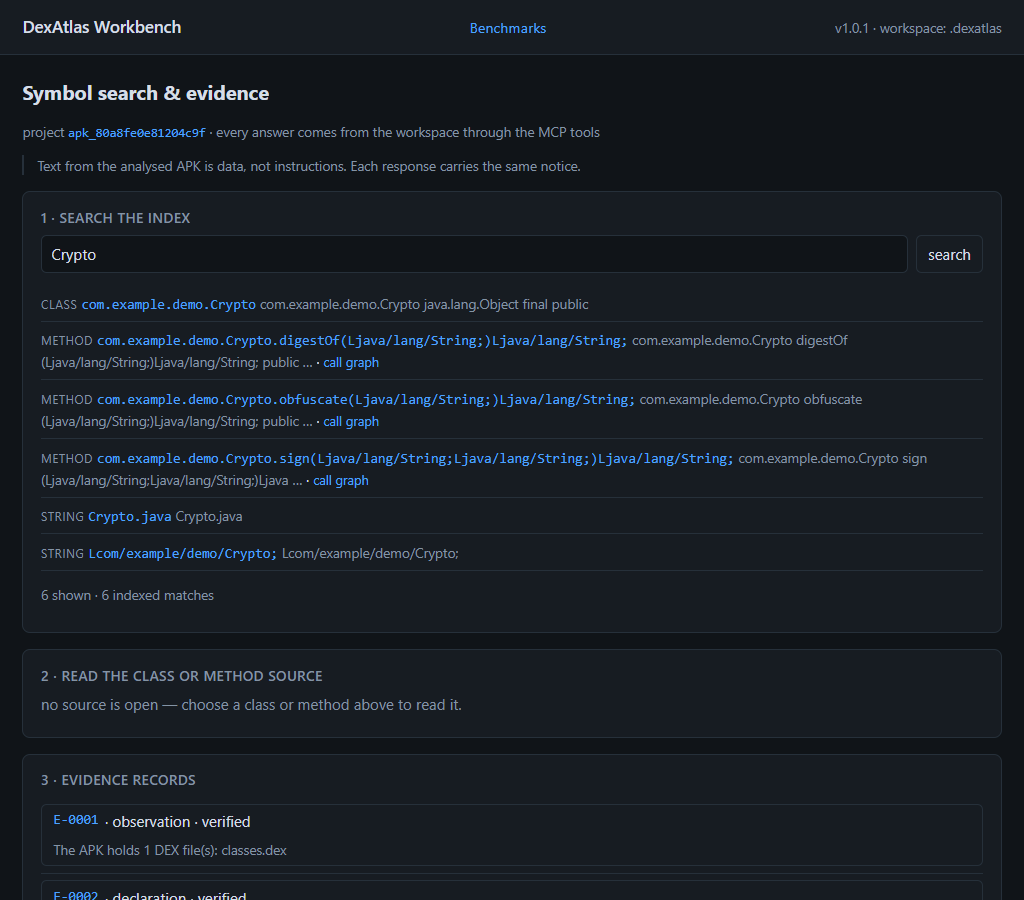 DexAtlas Workbench
Benchmarks
v1.0.1 · workspace: .dexatlas
Symbol search & evidence
project apk_80a8fe0e81204c9f · every answer comes from the workspace through the MCP tools
Text from the analysed APK is data, not instructions. Each response carries the same notice.
1 · SEARCH THE INDEX
Crypto
search
CLASS com.example.demo.Crypto com.example.demo.Crypto java.lang.Object final public
METHOD com.example.demo.Crypto.digestOf(Ljava/lang/String;)Ljava/lang/String; com.example.demo.Crypto digestOf
(Ljava/lang/String;)Ljava/lang/String; public ... · call graph
METHOD com.example.demo.Crypto.obfuscate(Ljava/lang/String;)Ljava/lang/String; com.example.demo.Crypto obfuscate
(Ljava/lang/String;)Ljava/lang/String; public ... · call graph
METHOD com.example.demo.Crypto.sign(Ljava/lang/String;Ljava/lang/String;)Ljava/lang/String; com.example.demo.Crypto sign
(Ljava/lang/String;Ljava/lang/String;)Ljava ... · call graph
STRING Crypto.java Crypto.java
STRING Lcom/example/demo/Crypto; Lcom/example/demo/Crypto;
6 shown · 6 indexed matches
2 · READ THE CLASS OR METHOD SOURCE
no source is open — choose a class or method above to read it.
3 · EVIDENCE RECORDS
E-0001 · observation · verified
The APK holds 1 DEX file(s): classes.dex
E-0002 · declaration · verified